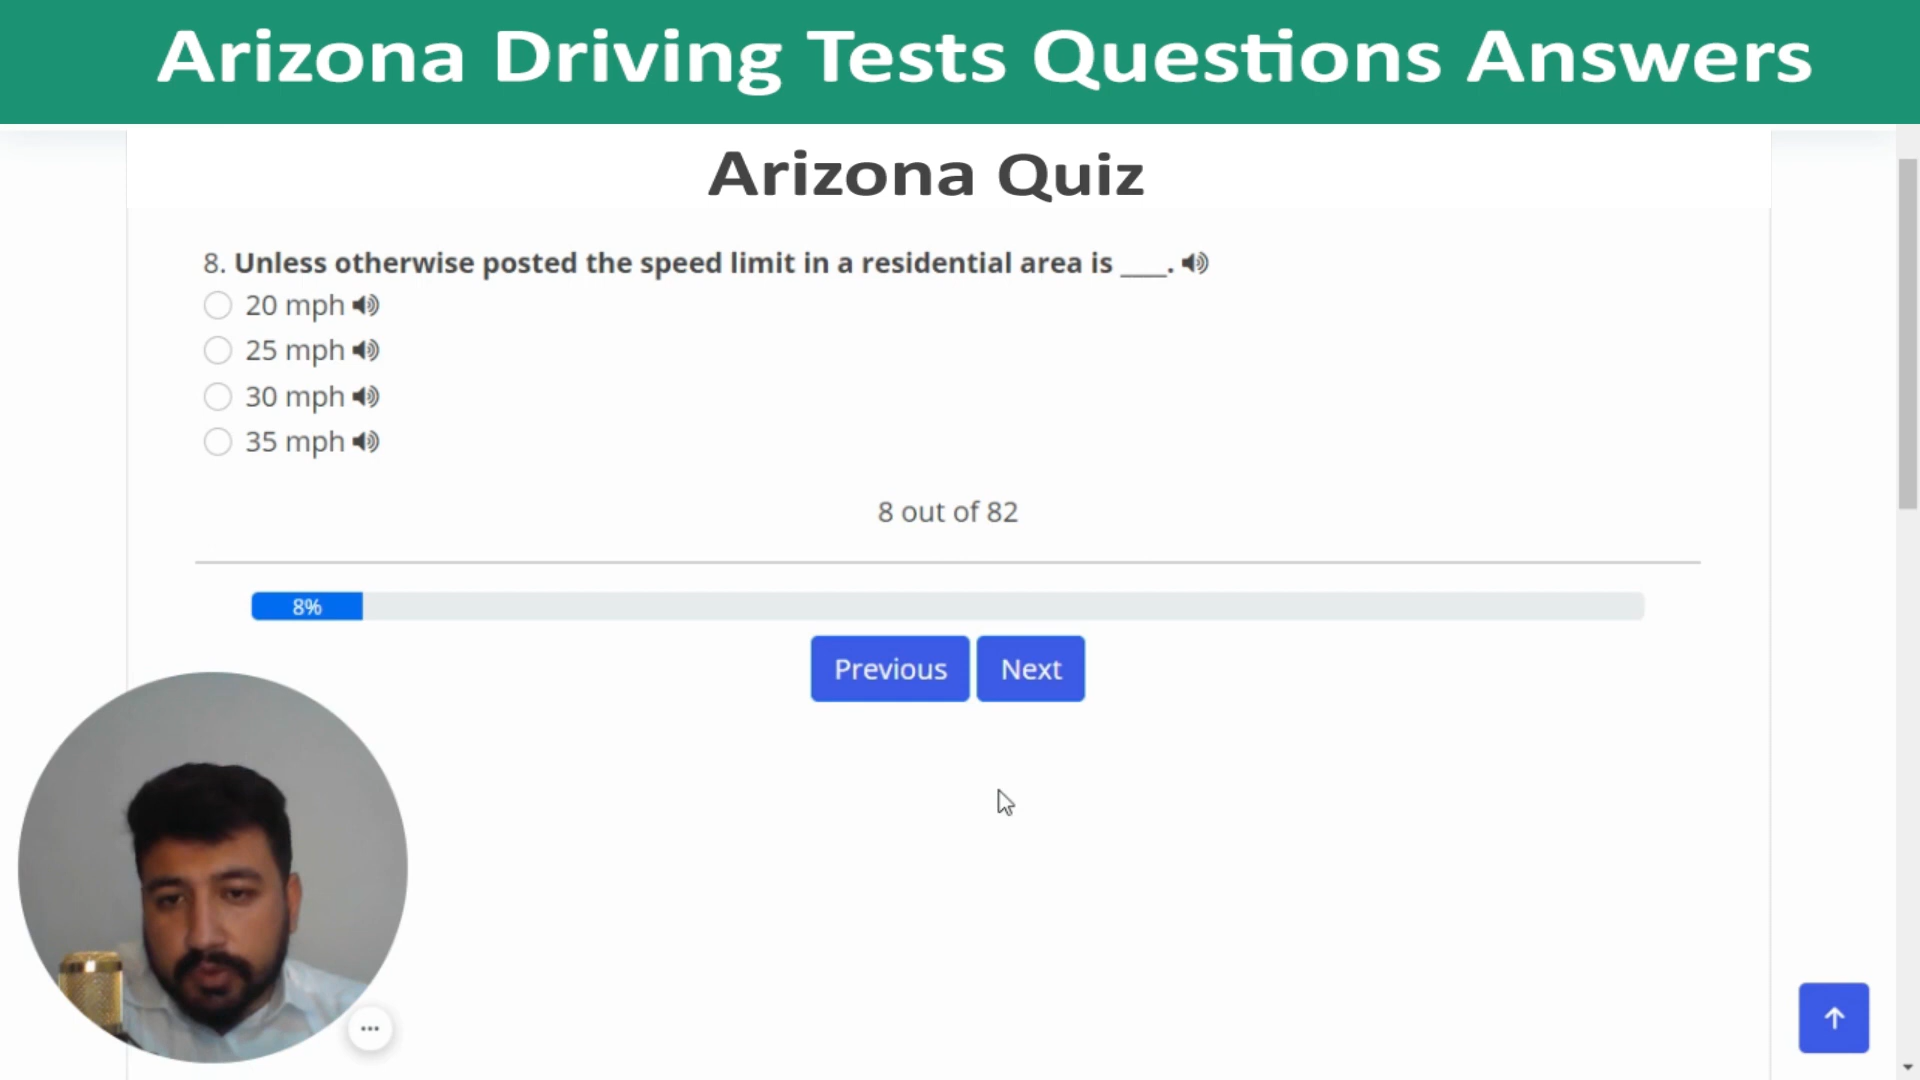 Arizona Driving Tests Questions Answers
Arizona Quiz
8. Unless otherwise posted the speed limit in a residential area is ____.
20 mph
25 mph
30 mph
35 mph
8 out of 82
8%
Previous Next